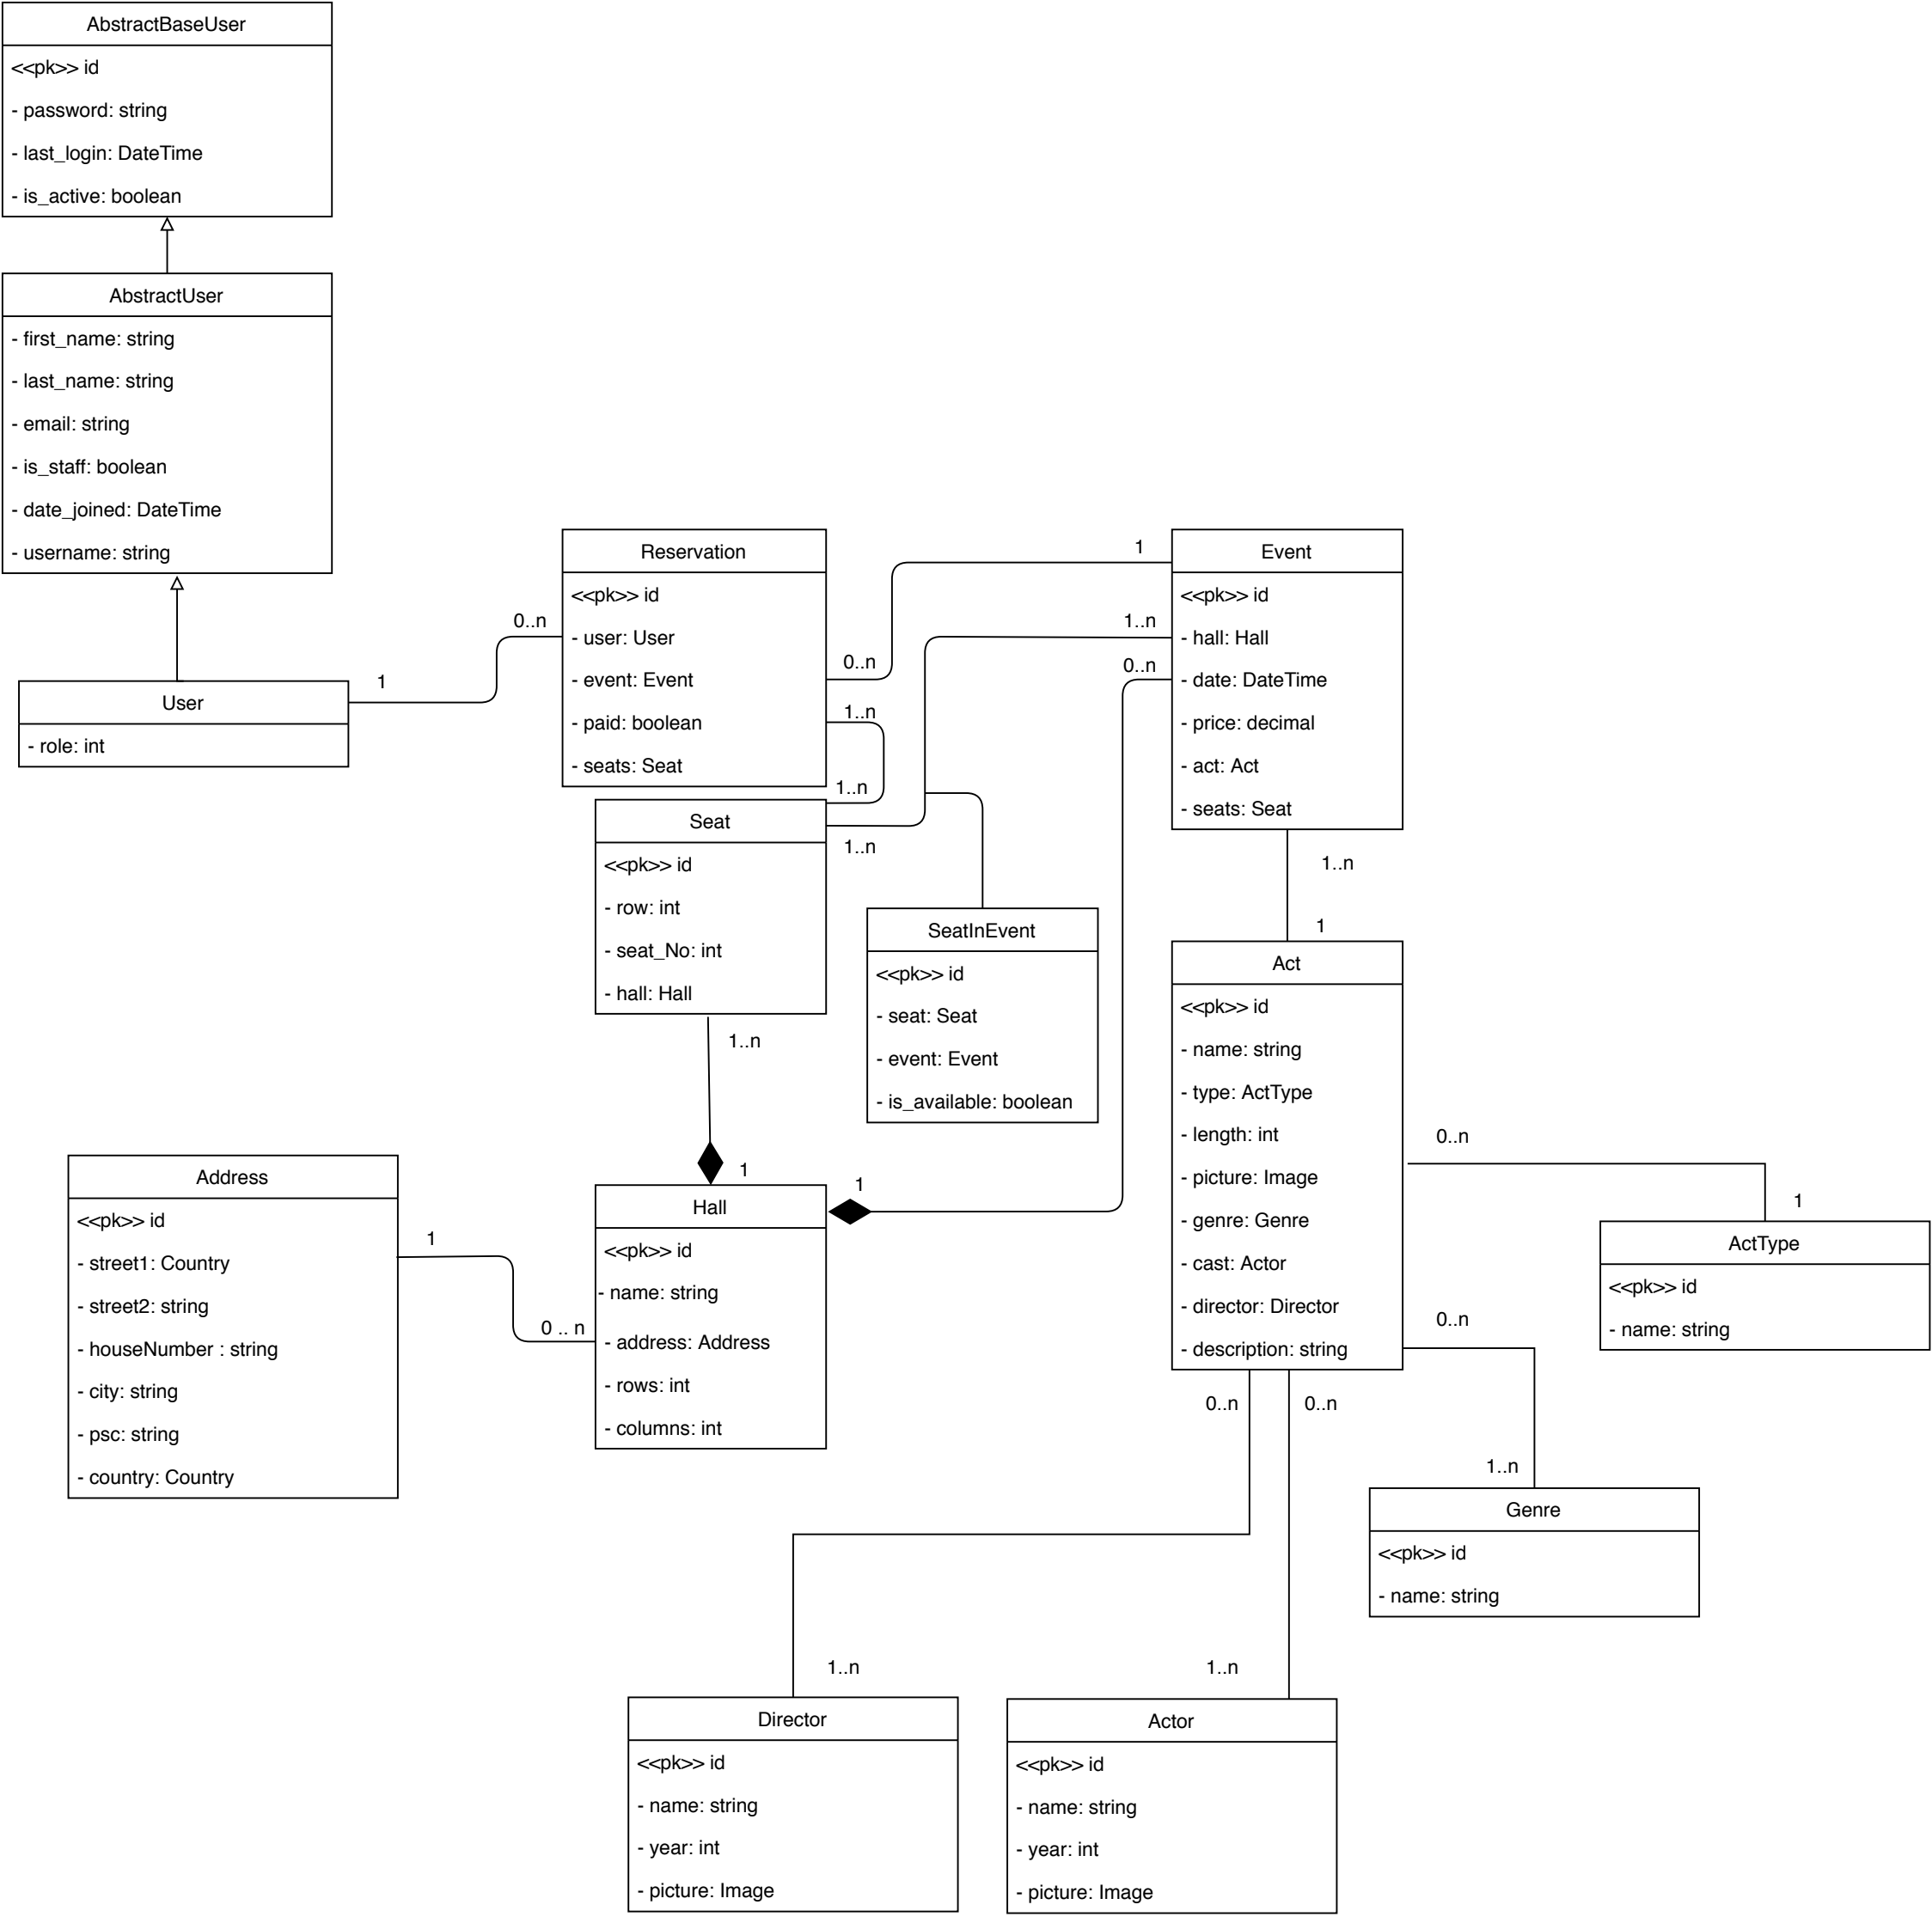 AbstractBaseUser
<<pk>> id
- password: string
- last_login: DateTime
- is_active: boolean
AbstractUser
- first_name: string
- last_name: string
- email: string
- is_staff: boolean
- date_joined: DateTime
- username: string
User
- role: int
1
0..n
Reservation
<<pk>> id
- user: User
- event: Event
- paid: boolean
- seats: Seat
0..n
1
1..n
1..n
1..n
0..n
1..n
Event
<<pk>> id
- hall: Hall
- date: DateTime
- price: decimal
- act: Act
- seats: Seat
1..n
1
Seat
<<pk>> id
- row: int
- seat_No: int
- hall: Hall
1..n
1
SeatInEvent
<<pk>> id
- seat: Seat
- event: Event
- is_available: boolean
Act
<<pk>> id
- name: string
- type: ActType
- length: int
- picture: Image
- genre: Genre
- cast: Actor
- director: Director
- description: string
0..n
1
0..n
1..n
0..n
0..n
Address
<<pk>> id
- street1: Country
- street2: string
- houseNumber : string
- city: string
- psc: string
- country: Country
1
0 .. n
Hall
<<pk>> id
- name: string
- address: Address
- rows: int
- columns: int
1
ActType
<<pk>> id
- name: string
Genre
<<pk>> id
- name: string
1..n
1..n
Director
<<pk>> id
- name: string
- year: int
- picture: Image
Actor
<<pk>> id
- name: string
- year: int
- picture: Image